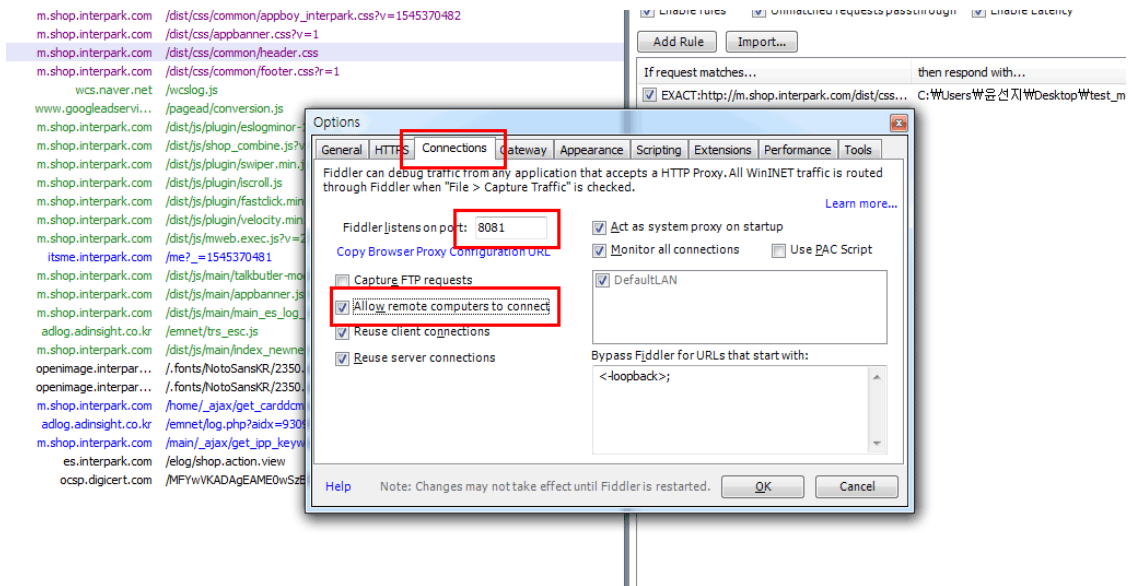 m.shop.interpark.com /dist/css/common/appboy_interpark.css?v=1545370482
m.shop.interpark.com /dist/css/appbanner.css?v=1
m.shop.interpark.com /dist/css/common/header.css
m.shop.interpark.com /dist/css/common/footer.css?r=1
wcs.naver.net /wcslog.js
www.googleadservi... /pagead/conversion.js
m.shop.interpark.com /dist/js/plugin/eslogminor-
m.shop.interpark.com /dist/js/shop_combine.js?v
m.shop.interpark.com /dist/js/plugin/swiper.min.j
m.shop.interpark.com /dist/js/plugin/iscroll.js
m.shop.interpark.com /dist/js/plugin/fastclick.min
m.shop.interpark.com /dist/js/plugin/velocity.min
m.shop.interpark.com /dist/js/mweb.exec.js?v=2
itsme.interpark.com /me?_=1545370481
m.shop.interpark.com /dist/js/main/talkbutler-mo
m.shop.interpark.com /dist/js/main/appbanner.js
m.shop.interpark.com /dist/js/main/main_es_log_
adlog.adinsight.co.kr /emnet/trs_esc.js
m.shop.interpark.com /dist/js/main/index_newne
openimage.interpar... /.fonts/NotoSansKR/2350.
openimage.interpar... /.fonts/NotoSansKR/2350.
m.shop.interpark.com /home/_ajax/get_carddcm
adlog.adinsight.co.kr /emnet/log.php?aidx=9309
m.shop.interpark.com /main/_ajax/get_ipp_keyw
es.interpark.com /elog/shop.action.view
ocsp.digicert.com /MFYwVKADAgEAME0wSzB
Enable rules Unmatched requests passthrough Enable Latency
Add Rule Import...
If request matches... then respond with...
EXACT:http://m.shop.interpark.com/dist/css... C:₩Users₩윤선지₩Desktop₩test_m
Options
General HTTPS Connections Gateway Appearance Scripting Extensions Performance Tools
Fiddler can debug traffic from any application that accepts a HTTP Proxy. All WinINET traffic is routed
through Fiddler when "File > Capture Traffic" is checked.
Learn more...
Fiddler listens on port: 8081
Copy Browser Proxy Configuration URL
Capture FTP requests
Allow remote computers to connect
Reuse client connections
Reuse server connections
Act as system proxy on startup
Monitor all connections Use PAC Script
DefaultLAN
Bypass Fiddler for URLs that start with:
<-loopback>;
Help Note: Changes may not take effect until Fiddler is restarted. OK Cancel